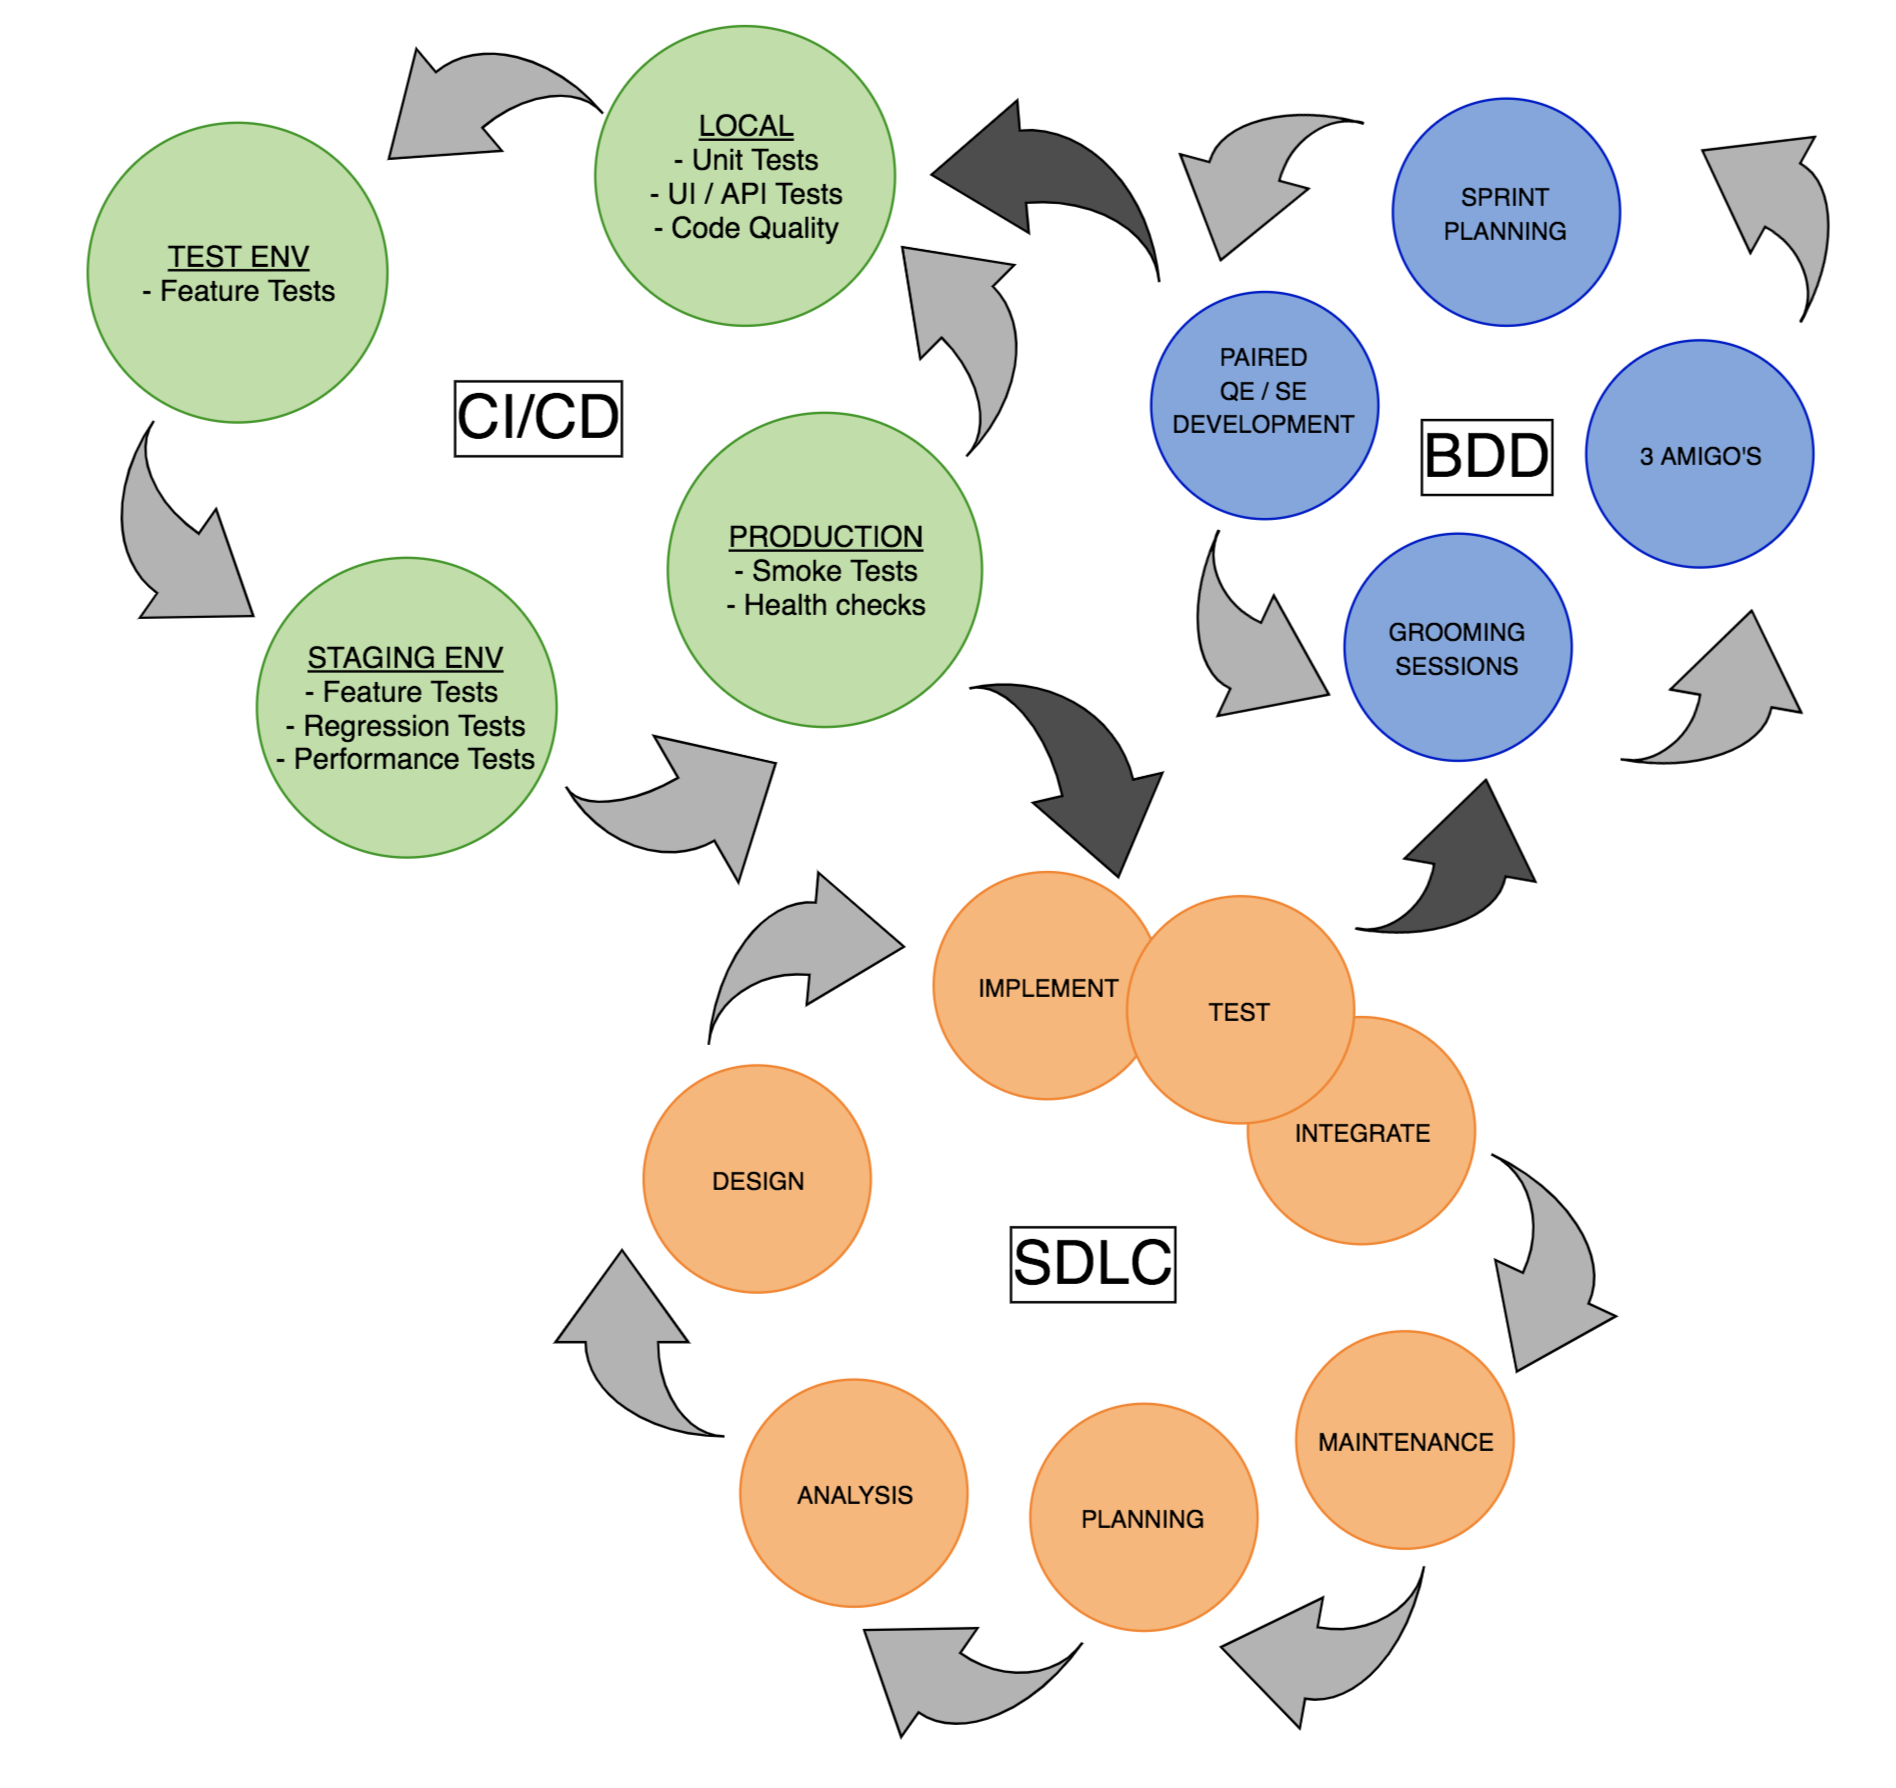 LOCAL
- Unit Tests
- UI / API Tests
- Code Quality
TEST ENV
- Feature Tests
CI/CD
STAGING ENV
- Feature Tests
- Regression Tests
- Performance Tests
PRODUCTION
- Smoke Tests
- Health checks
SPRINT
PLANNING
PAIRED
QE / SE
DEVELOPMENT
BDD
3 AMIGO'S
GROOMING
SESSIONS
IMPLEMENT
TEST
INTEGRATE
DESIGN
SDLC
MAINTENANCE
ANALYSIS
PLANNING